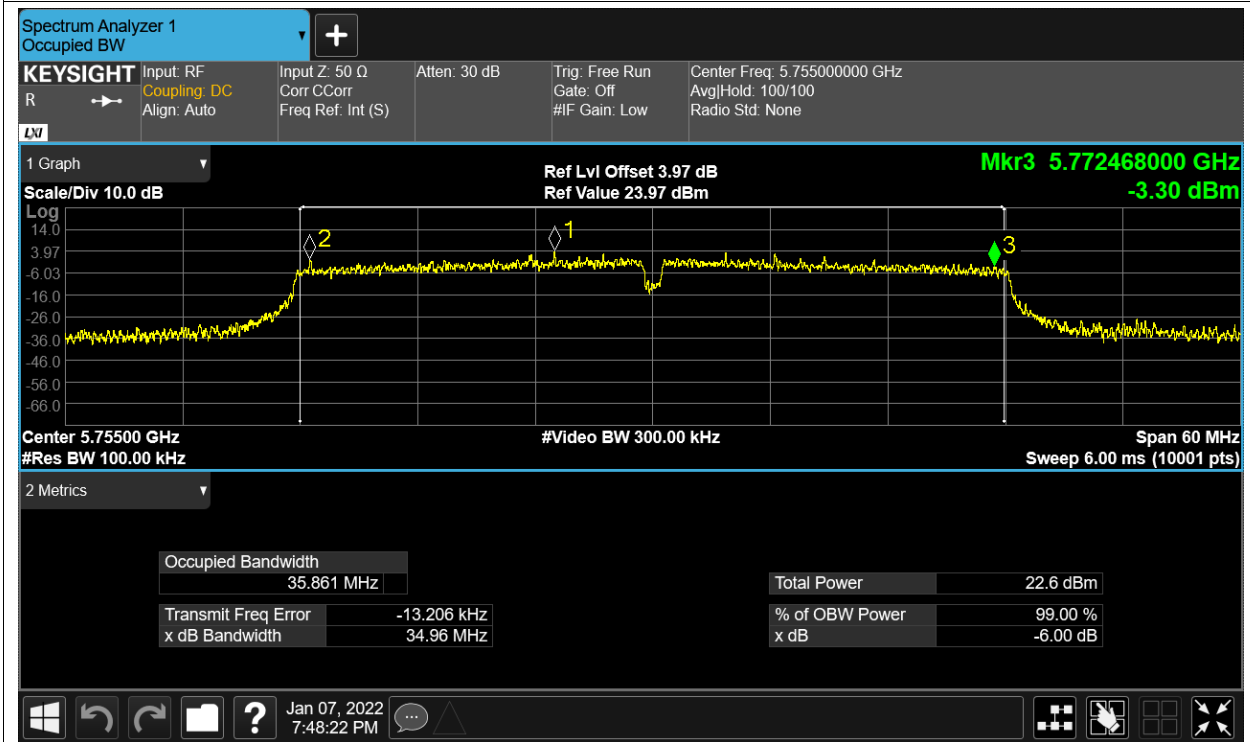 Spectrum Analyzer 1
Occupied BW
KEYSIGHT
R
LXI
Input: RF
Coupling: DC
Align: Auto
Input Z: 50 Ω
Corr CCorr
Freq Ref: Int (S)
Atten: 30 dB
Trig: Free Run
Gate: Off
#IF Gain: Low
Center Freq: 5.755000000 GHz
Avg|Hold: 100/100
Radio Std: None
1 Graph
Scale/Div 10.0 dB
Ref Lvl Offset 3.97 dB
Ref Value 23.97 dBm
Mkr3 5.772468000 GHz
-3.30 dBm
Log
14.0
3.97
-6.03
-16.0
-26.0
-36.0
-46.0
-56.0
-66.0
2
1
3
Center 5.75500 GHz
#Res BW 100.00 kHz
#Video BW 300.00 kHz
Span 60 MHz
Sweep 6.00 ms (10001 pts)
2 Metrics
Occupied Bandwidth
35.861 MHz
Transmit Freq Error -13.206 kHz
x dB Bandwidth 34.96 MHz
Total Power 22.6 dBm
% of OBW Power 99.00 %
x dB -6.00 dB
?
Jan 07, 2022
7:48:22 PM